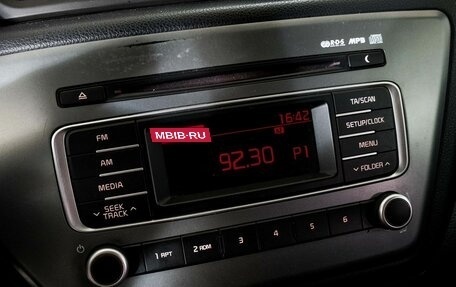 RDS MP3
TA/SCAN
16:42
FM
MBIB-RU
SETUP/CLOCK
AM
92.30 P1
MENU
MEDIA
FOLDER
SEEK
TRACK
1 RPT 2 RDM 3 4 5 6